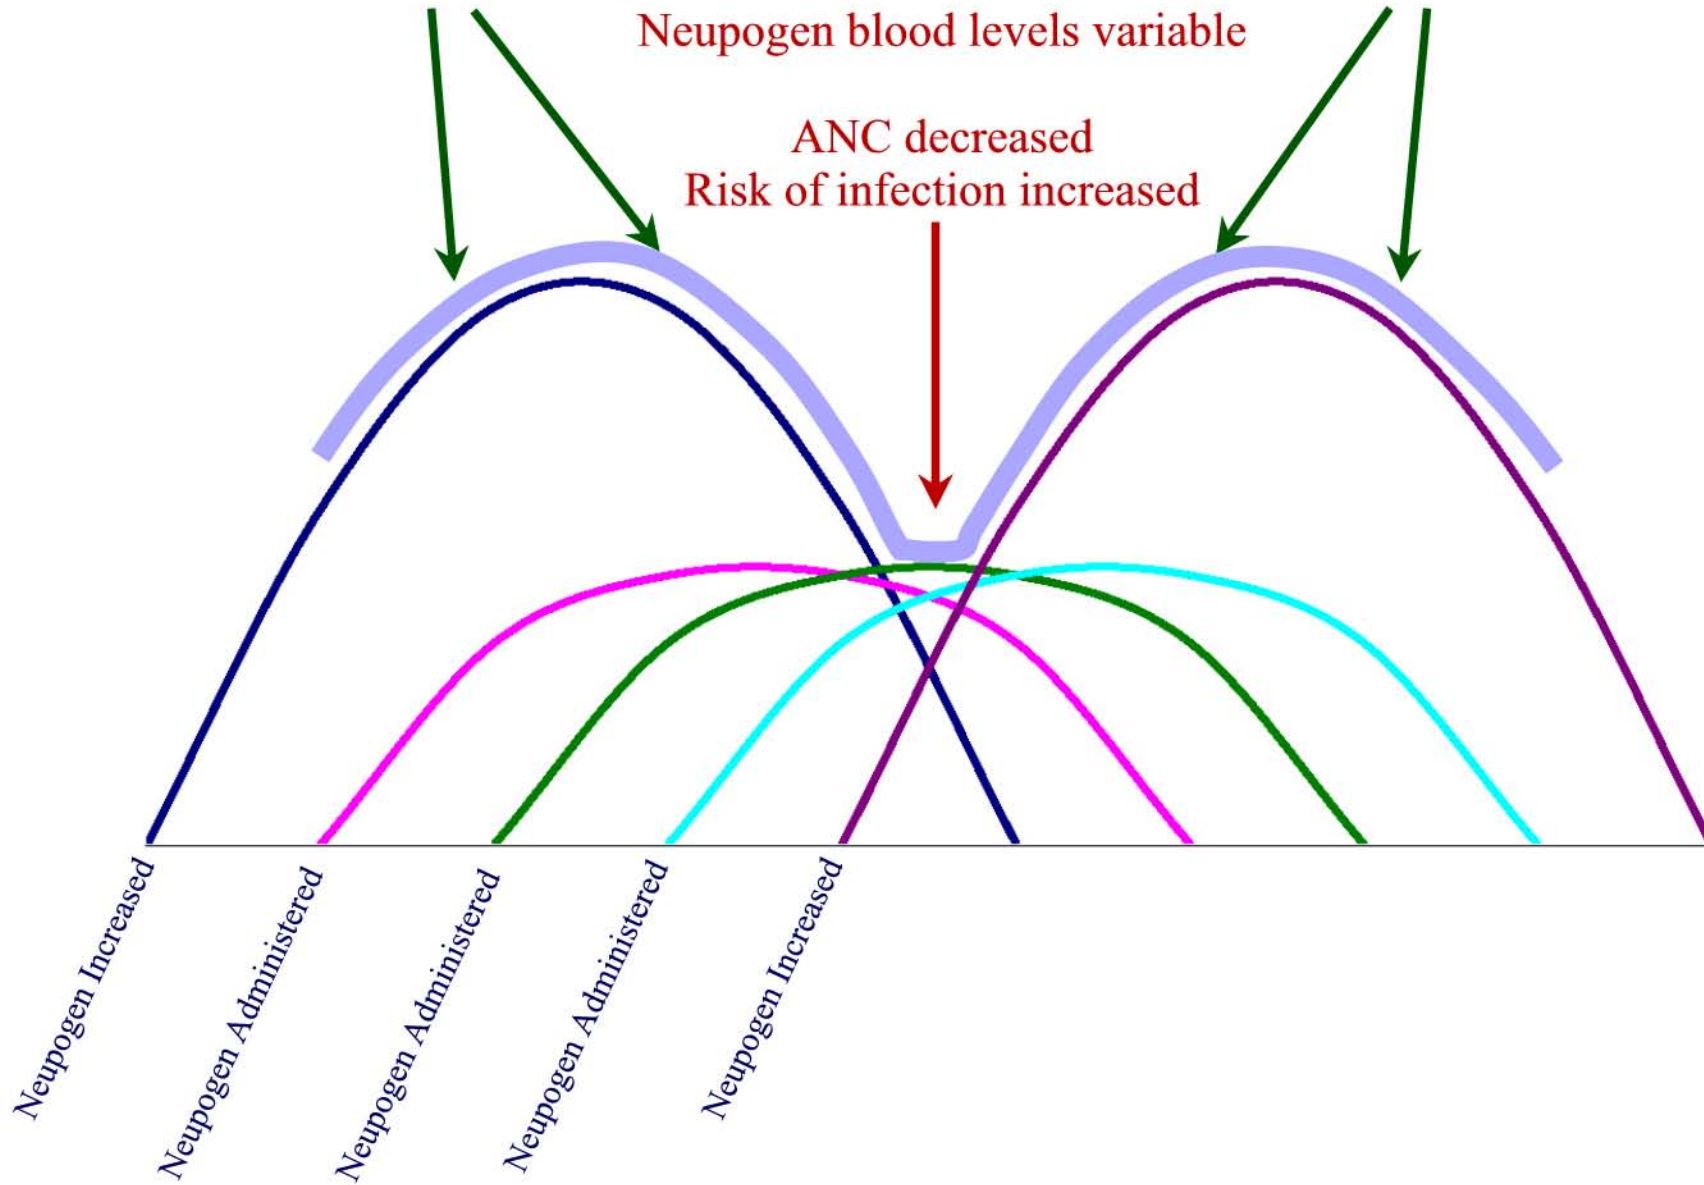 Neupogen blood levels variable
ANC decreased
Risk of infection increased
Neupogen Increased
Neupogen Administered
Neupogen Administered
Neupogen Administered
Neupogen Increased